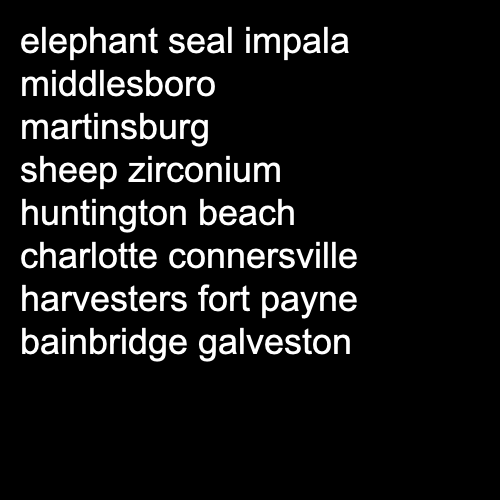 elephant seal impala
middlesboro
martinsburg
sheep zirconium
huntington beach
charlotte connersville
harvesters fort payne
bainbridge galveston